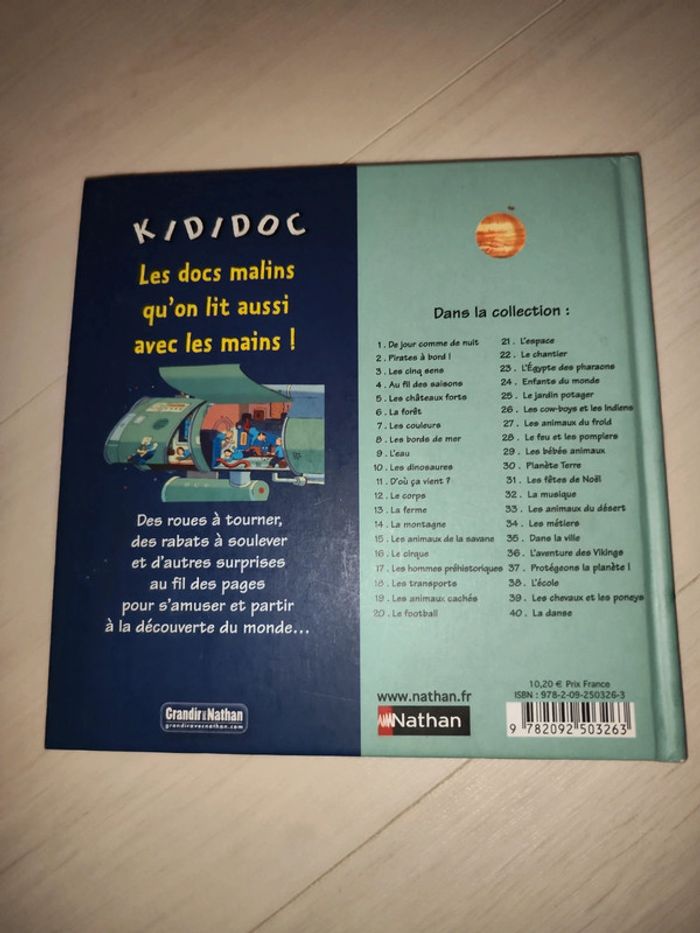 KIDIDOC
Les docs malins
qu'on lit aussi
avec les mains !
Des roues à tourner,
des rabats à soulever
et d'autres surprises
au fil des pages
pour s'amuser et partir
à la découverte du monde...
Grandir avec Nathan
grandiravecnathan.com
Dans la collection :
1 . De jour comme de nuit
2 . Pirates à bord !
3 . Les cinq sens
4 . Au fil des saisons
5 . Les châteaux forts
6 . La forêt
7 . Les couleurs
8 . Les bords de mer
9 . L'eau
10 . Les dinosaures
11 . D'où ça vient ?
12 . Le corps
13 . La ferme
14 . La montagne
15 . Les animaux de la savane
16 . Le cirque
17 . Les hommes préhistoriques
18 . Les transports
19 . Les animaux cachés
20 . Le football
21 . L'espace
22 . Le chantier
23 . L'Égypte des pharaons
24 . Enfants du monde
25 . Le jardin potager
26 . Les cow-boys et les Indiens
27 . Les animaux du froid
28 . Le feu et les pompiers
29 . Les bébés animaux
30 . Planète Terre
31 . Les fêtes de Noël
32 . La musique
33 . Les animaux du désert
34 . Les métiers
35 . Dans la ville
36 . L'aventure des Vikings
37 . Protégeons la planète !
38 . L'école
39 . Les chevaux et les poneys
40 . La danse
www.nathan.fr
Nathan
10,20 € Prix France
ISBN : 978-2-09-250326-3
9 782092 503263